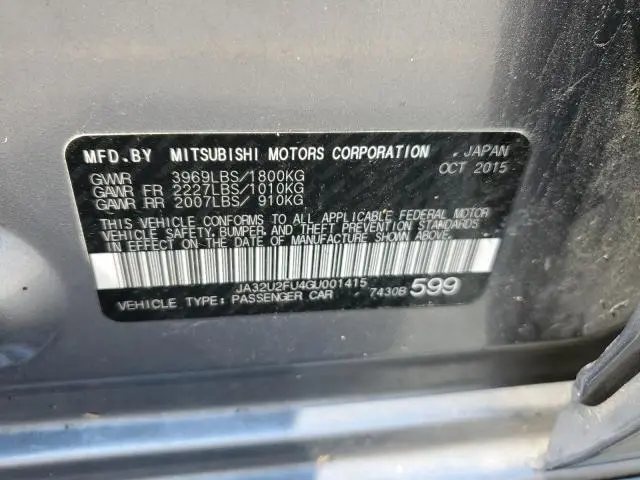 MFD.BY MITSUBISHI MOTORS CORPORATION . JAPAN
GVWR 3969LBS/1800KG OCT 2015
GAWR FR 2227LBS/1010KG
GAWR RR 2007LBS/ 910KG
THIS VEHICLE CONFORMS TO ALL APPLICABLE FEDERAL MOTOR
VEHICLE SAFETY, BUMPER, AND THEFT PREVENTION STANDARDS
IN EFFECT ON THE DATE OF MANUFACTURE SHOWN ABOVE.
JA32U2FU4GU001415
VEHICLE TYPE: PASSENGER CAR 7430B 599